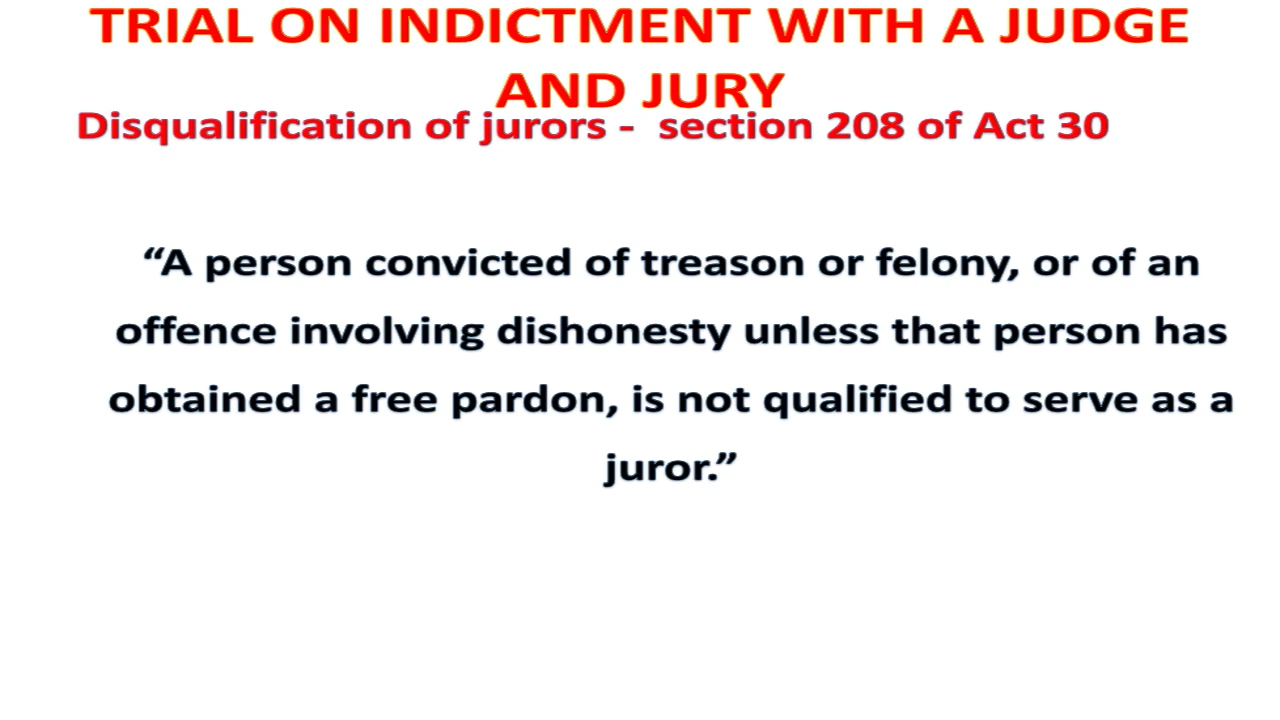 TRIAL ON INDICTMENT WITH A JUDGE
AND JURY
Disqualification of jurors -  section 208 of Act 30
“A person convicted of treason or felony, or of an
offence involving dishonesty unless that person has
obtained a free pardon, is not qualified to serve as a
juror.”